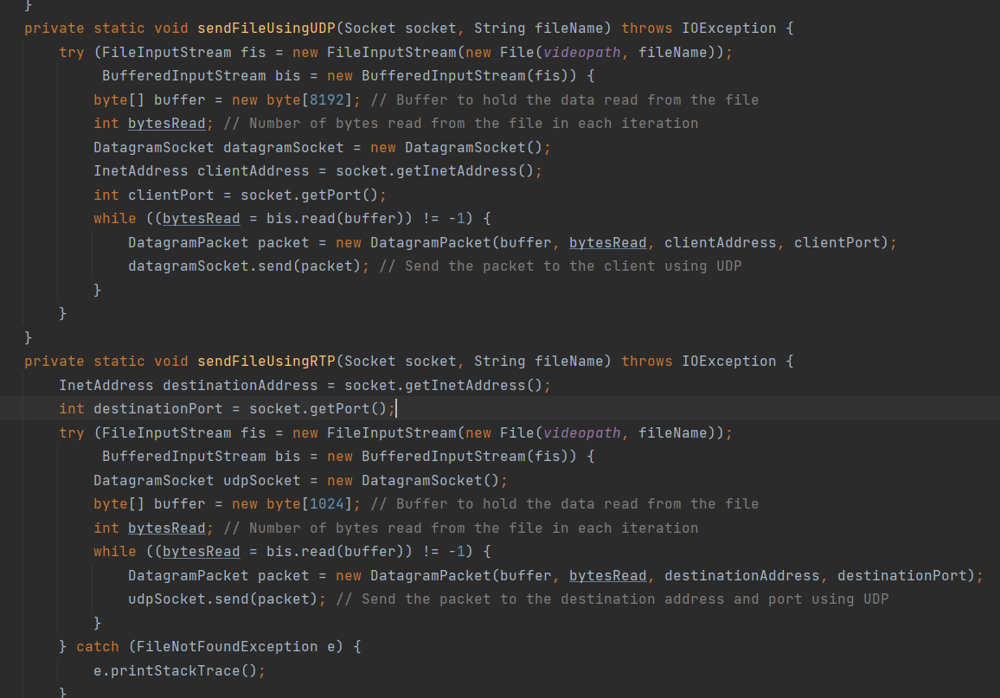 }
private static void sendFileUsingUDP(Socket socket, String fileName) throws IOException {
try (FileInputStream fis = new FileInputStream(new File(videopath, fileName));
BufferedInputStream bis = new BufferedInputStream(fis)) {
byte[] buffer = new byte[8192]; // Buffer to hold the data read from the file
int bytesRead; // Number of bytes read from the file in each iteration
DatagramSocket datagramSocket = new DatagramSocket();
InetAddress clientAddress = socket.getInetAddress();
int clientPort = socket.getPort();
while ((bytesRead = bis.read(buffer)) != -1) {
DatagramPacket packet = new DatagramPacket(buffer, bytesRead, clientAddress, clientPort);
datagramSocket.send(packet); // Send the packet to the client using UDP
}
}
}
private static void sendFileUsingRTP(Socket socket, String fileName) throws IOException {
InetAddress destinationAddress = socket.getInetAddress();
int destinationPort = socket.getPort();
try (FileInputStream fis = new FileInputStream(new File(videopath, fileName));
BufferedInputStream bis = new BufferedInputStream(fis)) {
DatagramSocket udpSocket = new DatagramSocket();
byte[] buffer = new byte[1024]; // Buffer to hold the data read from the file
int bytesRead; // Number of bytes read from the file in each iteration
while ((bytesRead = bis.read(buffer)) != -1) {
DatagramPacket packet = new DatagramPacket(buffer, bytesRead, destinationAddress, destinationPort);
udpSocket.send(packet); // Send the packet to the destination address and port using UDP
}
} catch (FileNotFoundException e) {
e.printStackTrace();
}